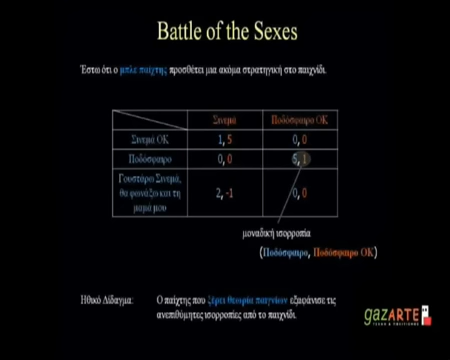 Battle of the Sexes
Έστω ότι ο μπλε παίχτης προσθέτει μια ακόμα στρατηγική στο παιχνίδι.
Σινεμά Ποδόσφαιρο ΟΚ
Σινεμά ΟΚ 1, 5 0, 0
Ποδόσφαιρο 0, 0 5, 1
Γουστάρω Σινεμά,
θα φωνάξω και τη 2, -1 0, 0
μαμά μου
μοναδική ισορροπία
(Ποδόσφαιρο, Ποδόσφαιρο ΟΚ)
Ηθικό Δίδαγμα: Ο παίχτης που ξέρει θεωρία παιγνίων εξαφάνισε τις
ανεπιθύμητες ισορροπίες από το παιχνίδι.
gazARTE